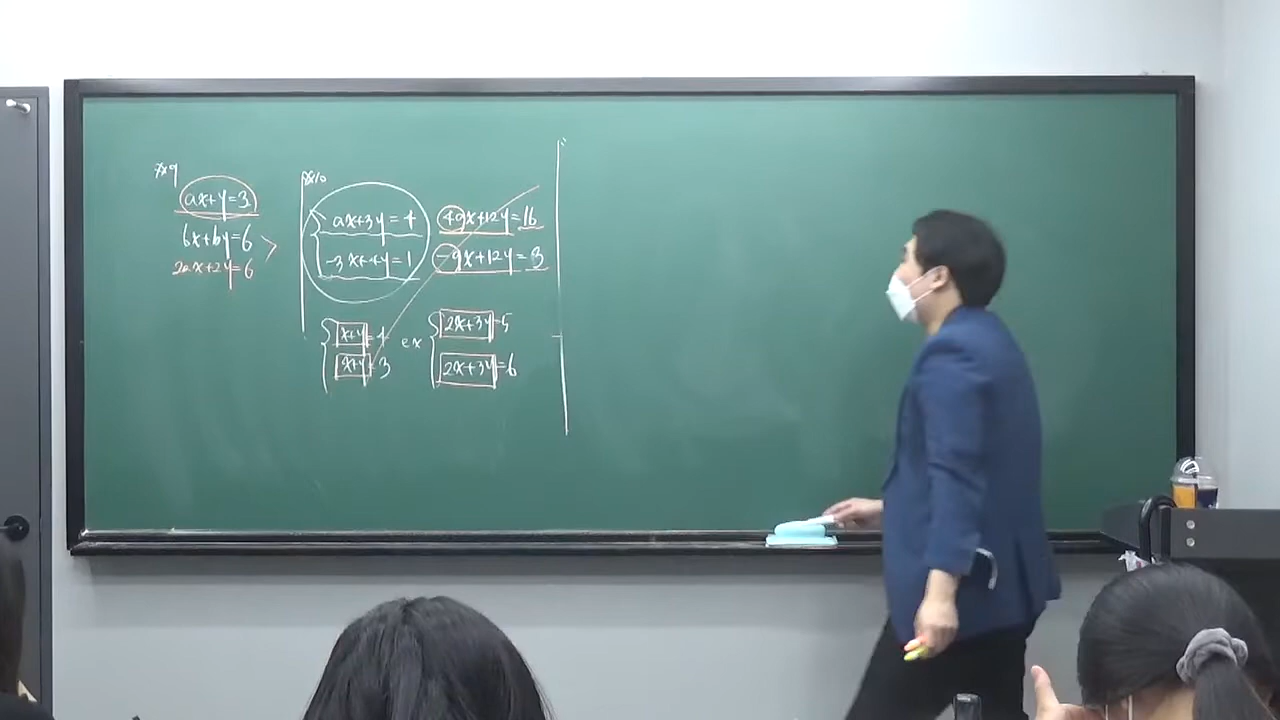 ax+y=3
6x+by=6
2ax+2y=6
ax+3y=4
-3x+4y=1
4ax+12y=16
-9x+12y=3
x+y=4
x+y=3
ex
2x+3y=5
2x+3y=6